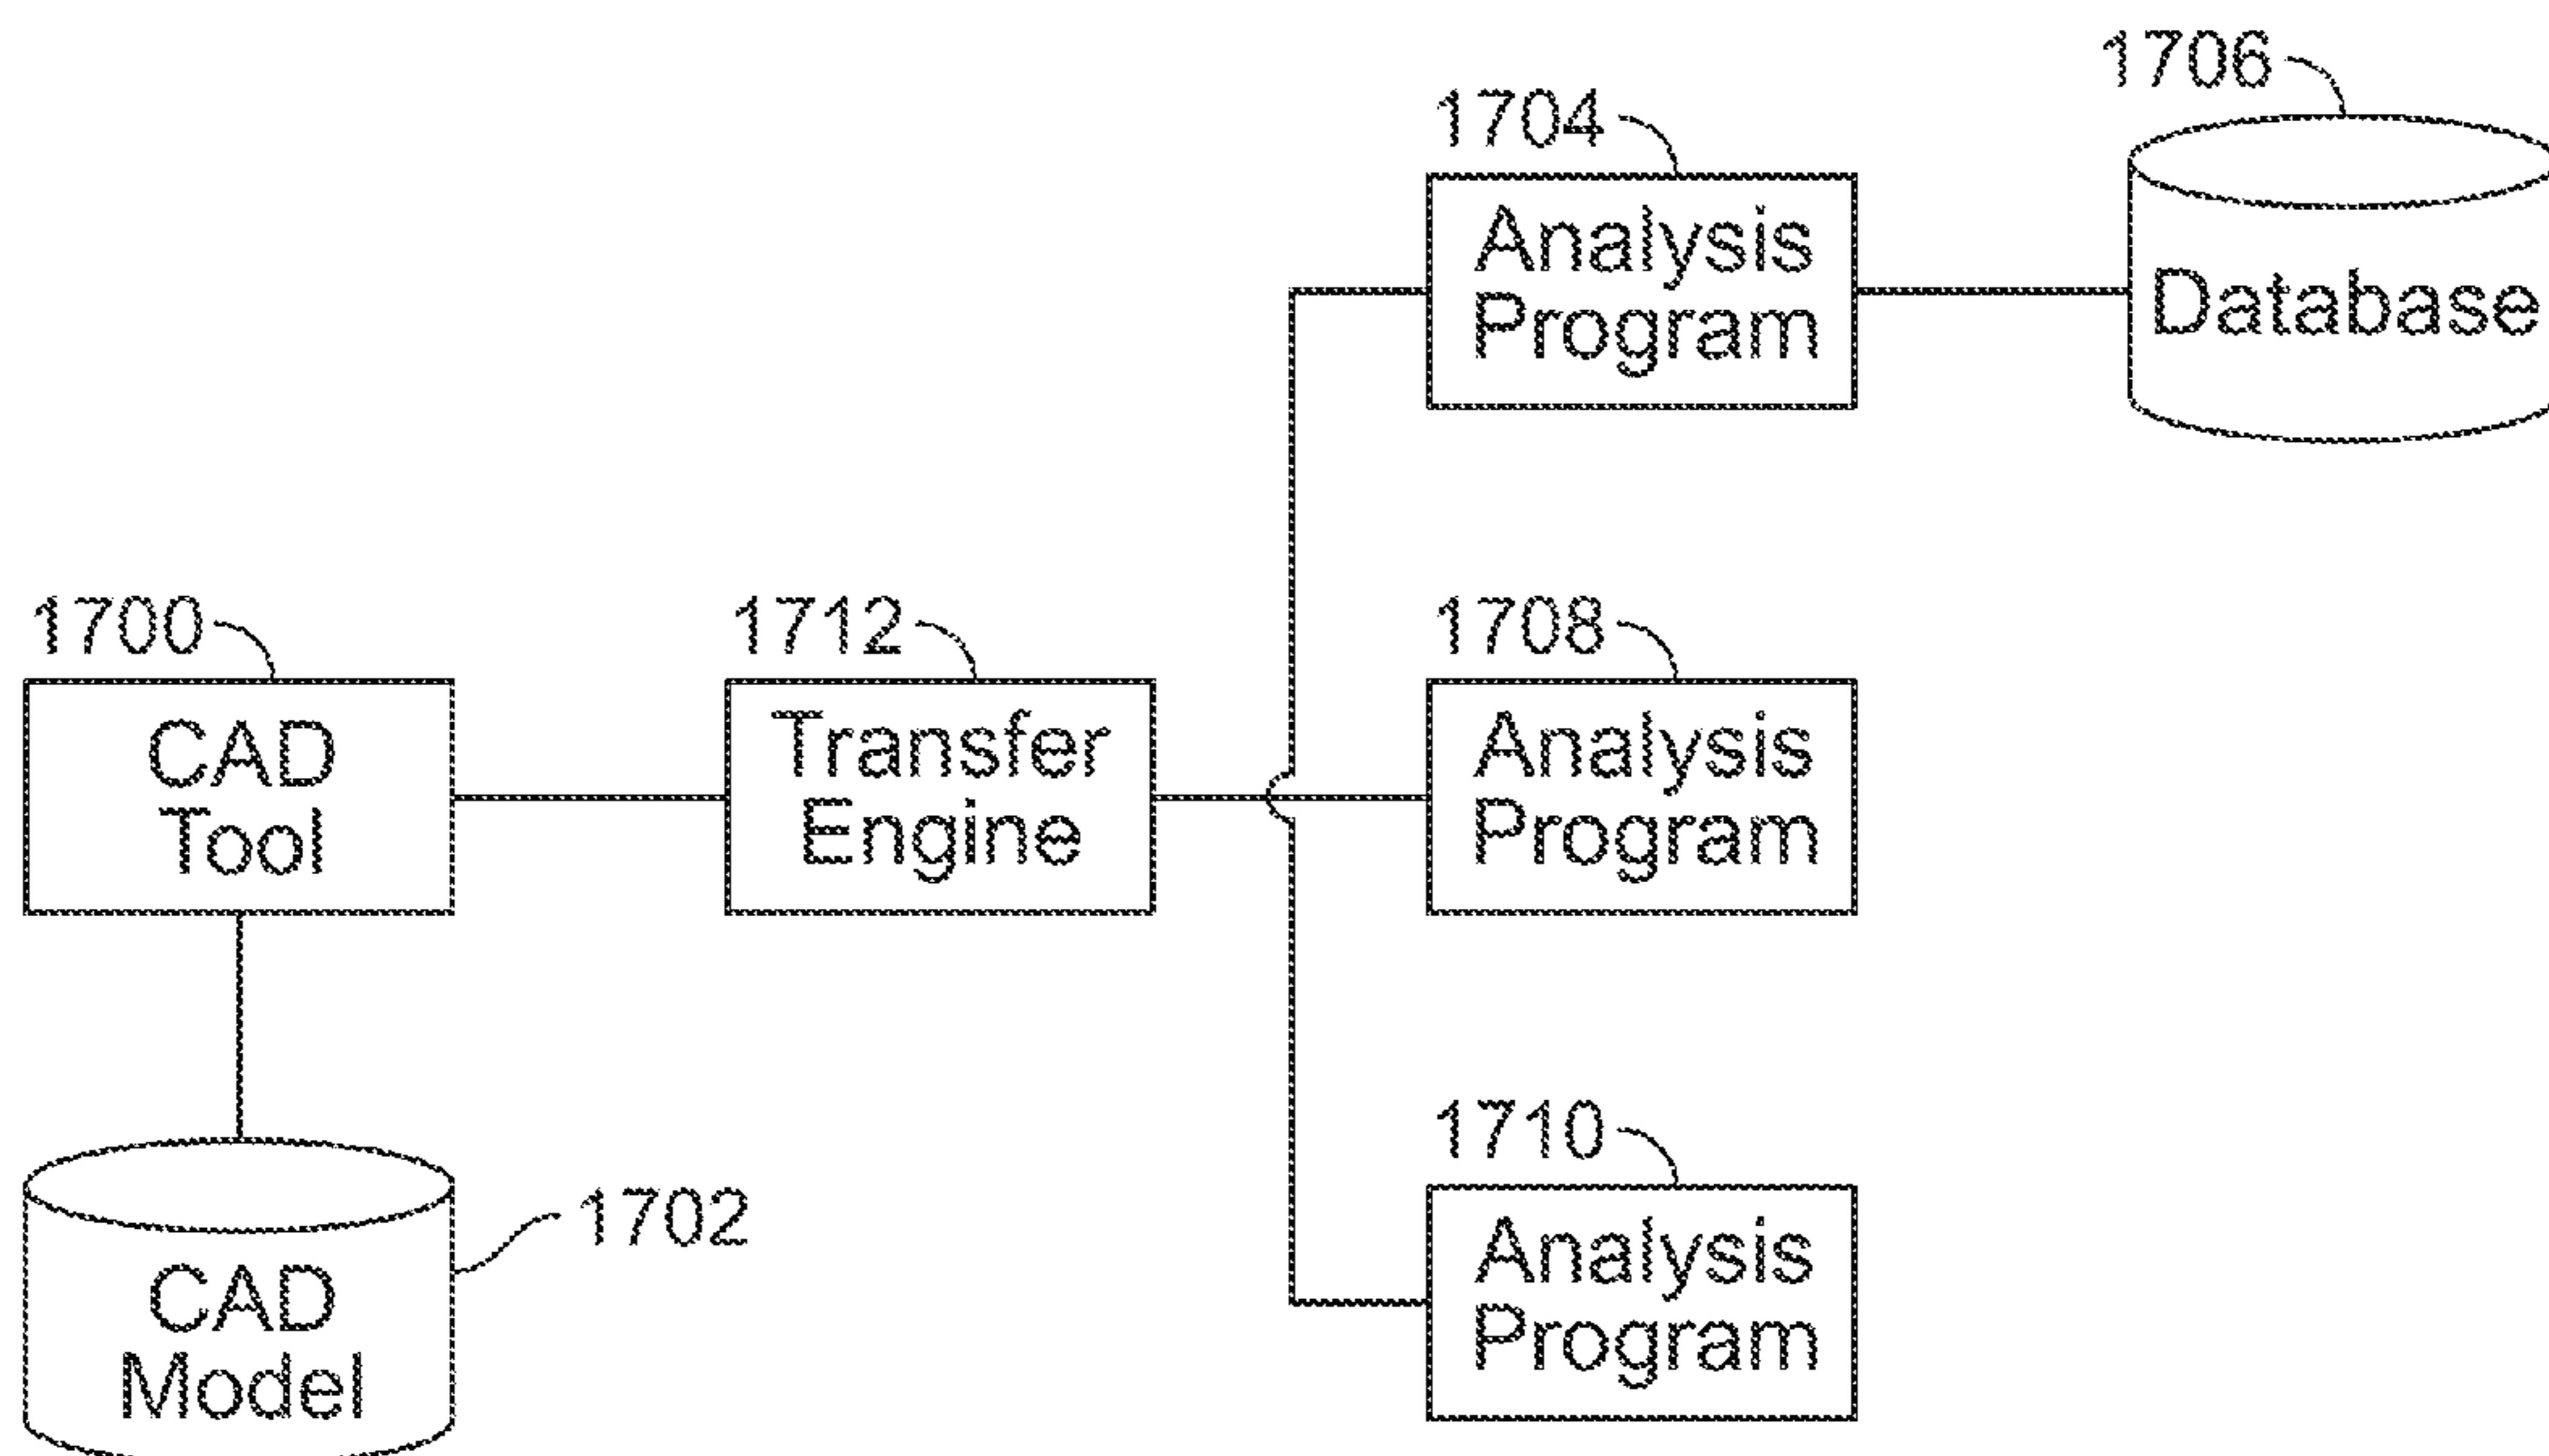 1706
1704
Analysis
Program
Database
1700
1712
1708
CAD
Tool
Transfer
Engine
Analysis
Program
1710
1702
CAD
Model
Analysis
Program